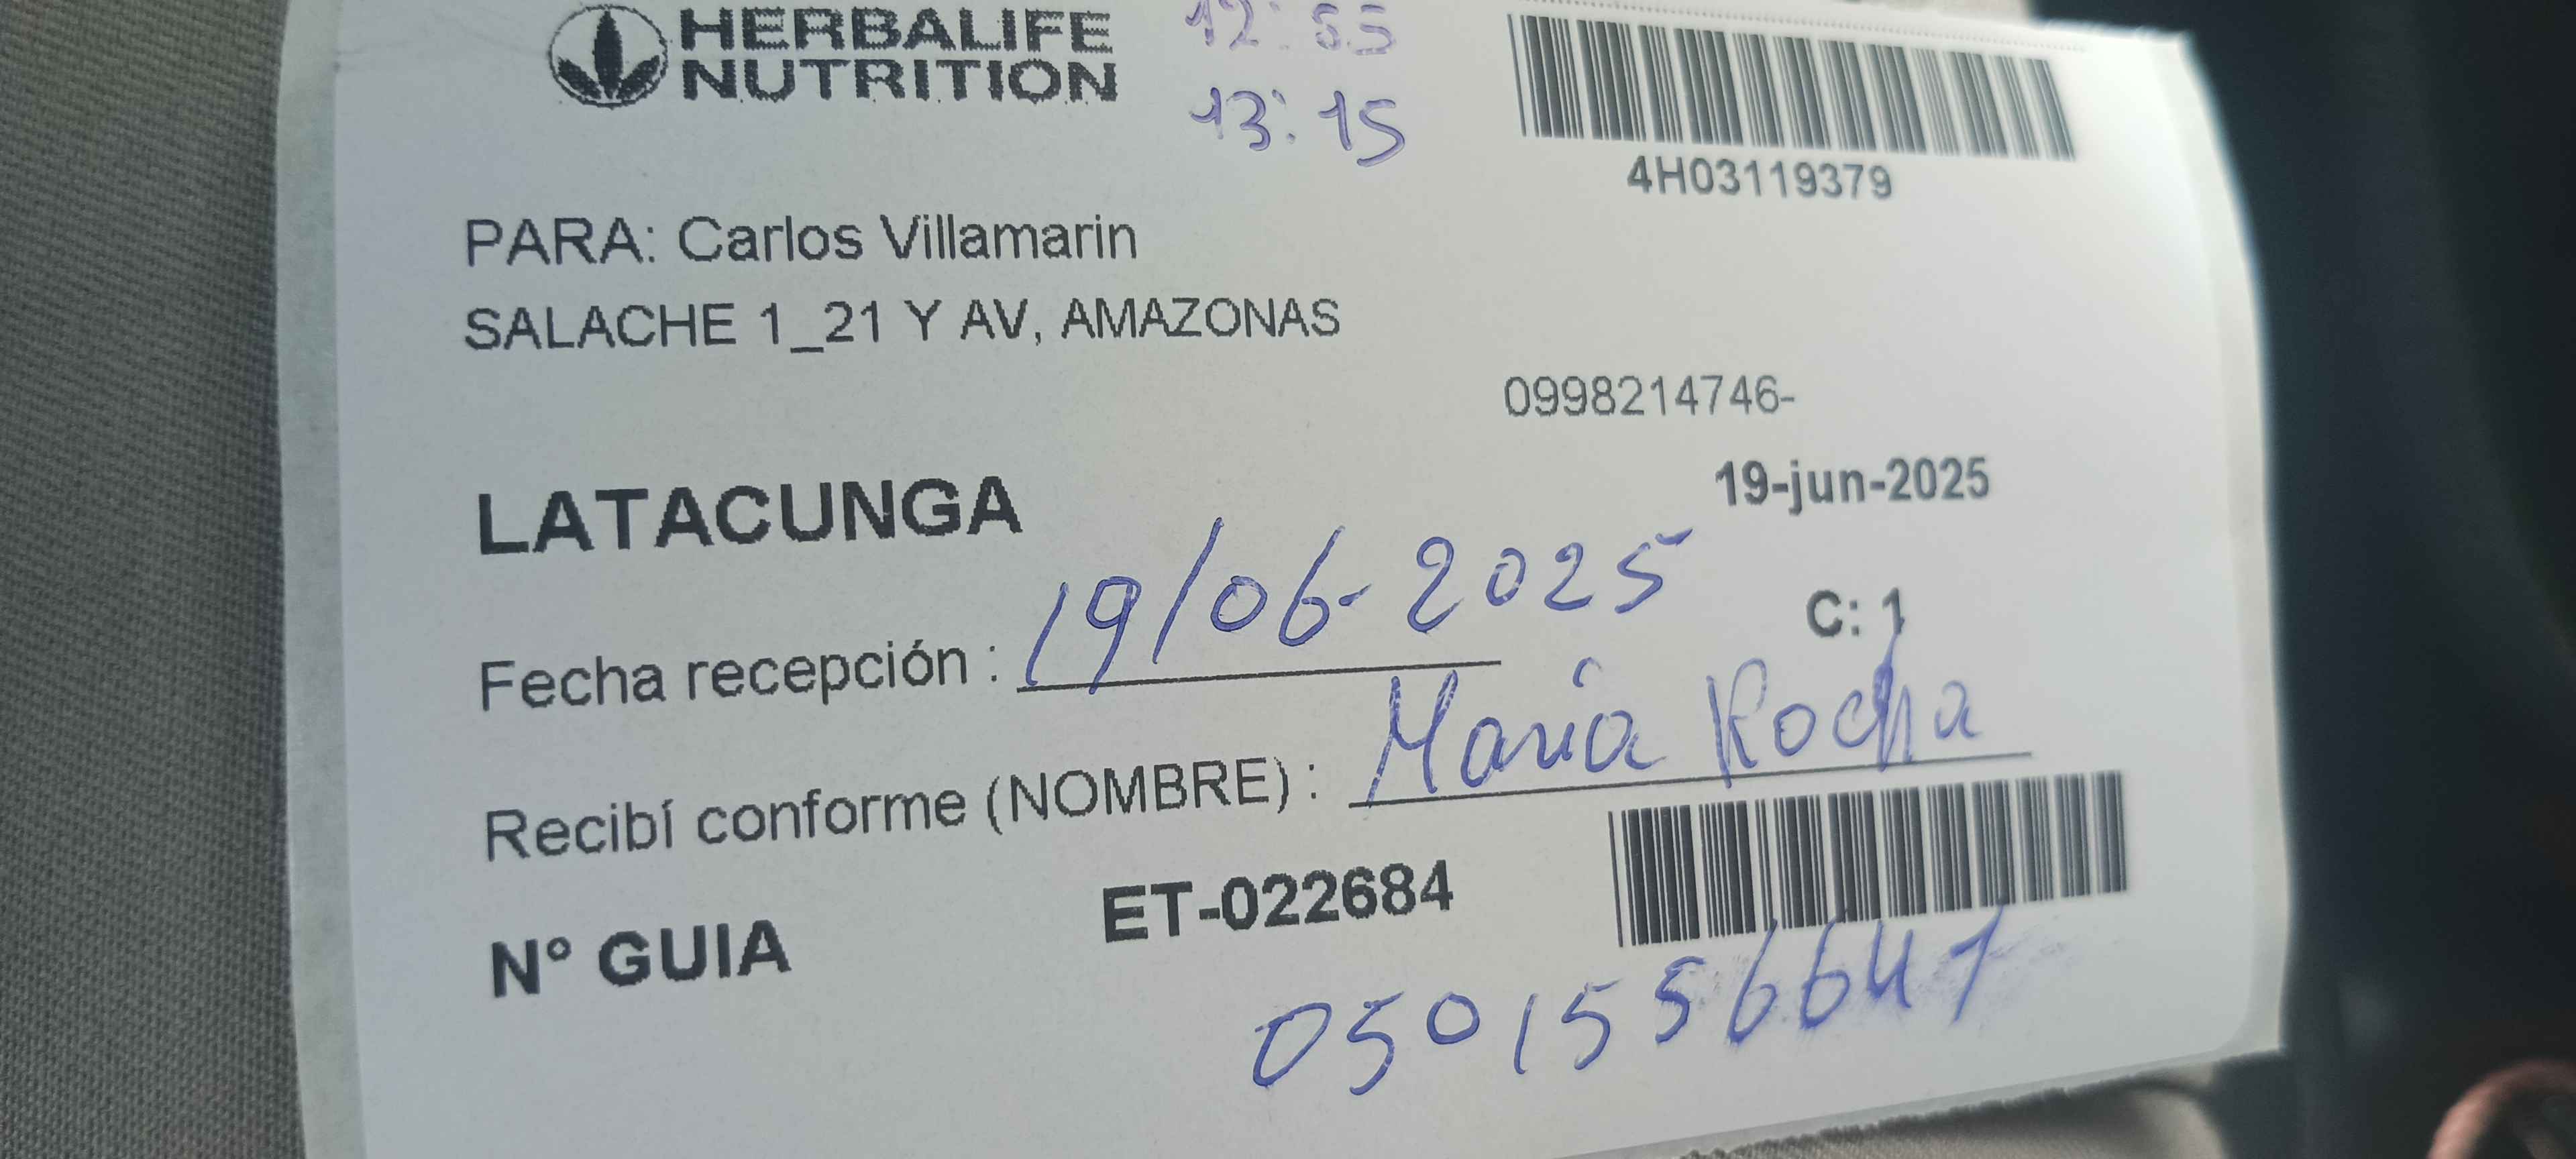 HERBALIFE
NUTRITION
12:55
13:15
4H03119379
PARA: Carlos Villamarin
SALACHE 1_21 Y AV, AMAZONAS
0998214746-
LATACUNGA
19-jun-2025
Fecha recepción : 19/06-2025
C: 1
Recibí conforme (NOMBRE) : María Rocha
N° GUIA ET-022684
0501556641